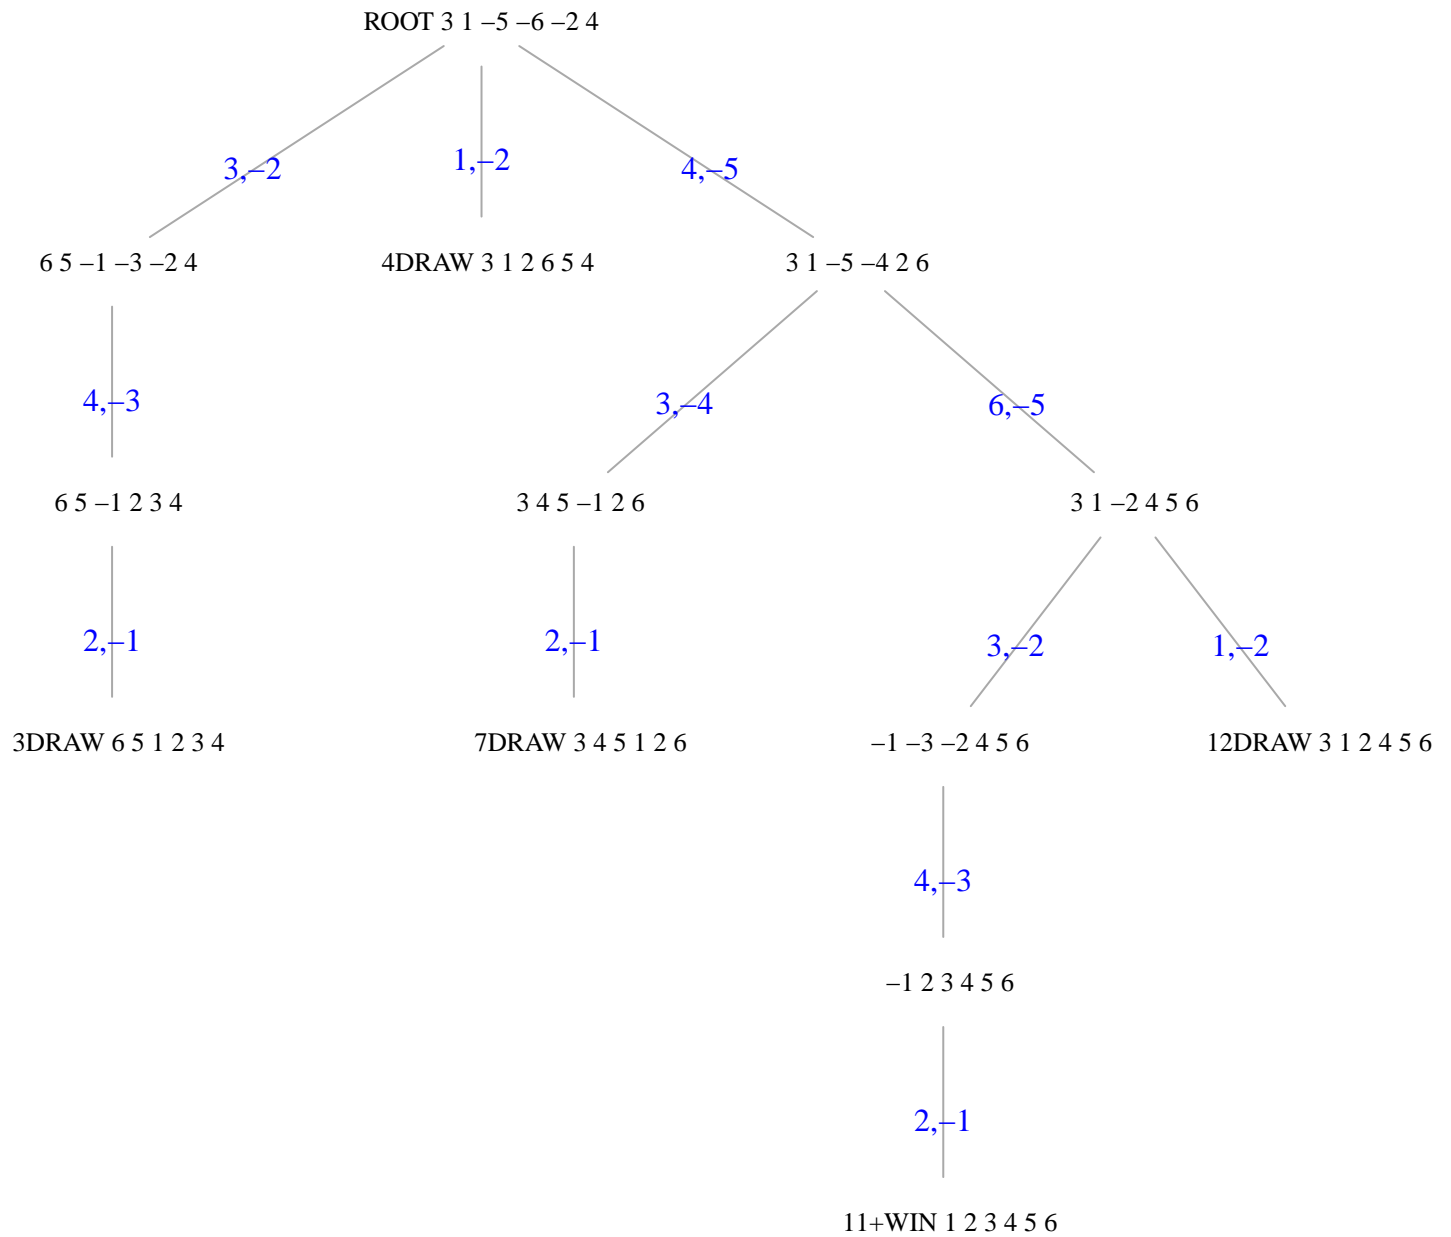 ROOT 3 1 –5 –6 –2 4
3,–2
1,–2
4,–5
6 5 –1 –3 –2 4
4DRAW 3 1 2 6 5 4
3 1 –5 –4 2 6
4,–3
3,–4
6,–5
6 5 –1 2 3 4
3 4 5 –1 2 6
3 1 –2 4 5 6
2,–1
2,–1
3,–2
1,–2
3DRAW 6 5 1 2 3 4
7DRAW 3 4 5 1 2 6
–1 –3 –2 4 5 6
12DRAW 3 1 2 4 5 6
4,–3
–1 2 3 4 5 6
2,–1
11+WIN 1 2 3 4 5 6